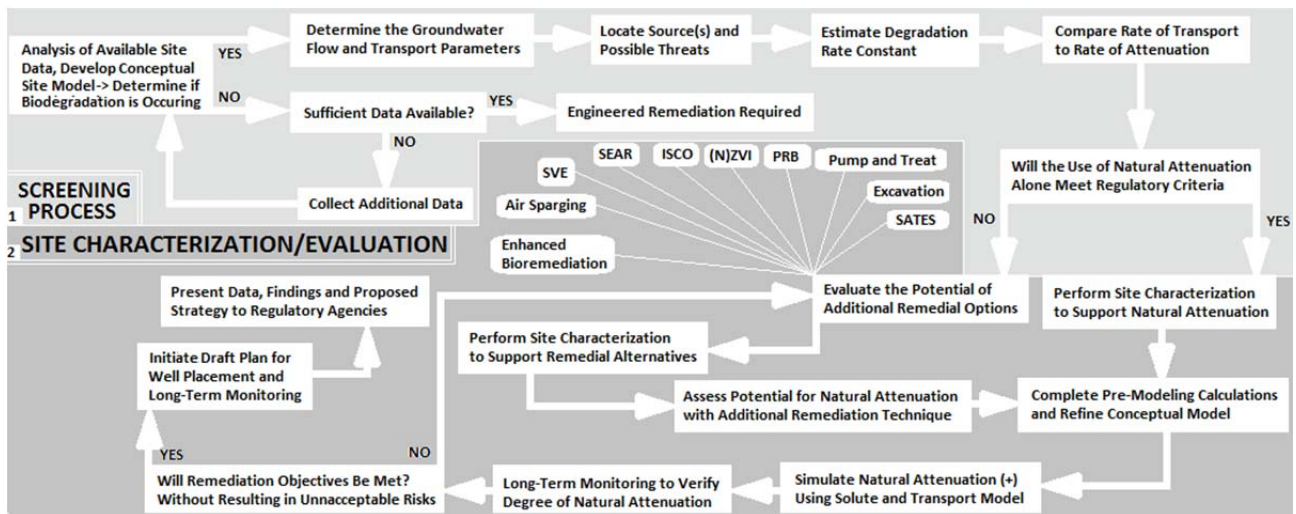 Analysis of Available Site
Data, Develop Conceptual
Site Model-> Determine if
Biodegradation is Occuring
YES
NO
Determine the Groundwater
Flow and Transport Parameters
Locate Source(s) and
Possible Threats
Estimate Degradation
Rate Constant
Compare Rate of Transport
to Rate of Attenuation
Sufficient Data Available?
YES
NO
Engineered Remediation Required
Collect Additional Data
Will the Use of Natural Attenuation
Alone Meet Regulatory Criteria
NO
YES
1
SCREENING
PROCESS
2
SITE CHARACTERIZATION/EVALUATION
Enhanced
Bioremediation
Air Sparging
SVE
SEAR
ISCO
(N)ZVI
PRB
Pump and Treat
Excavation
SATES
Evaluate the Potential of
Additional Remedial Options
Perform Site Characterization
to Support Natural Attenuation
Perform Site Characterization
to Support Remedial Alternatives
Assess Potential for Natural Attenuation
with Additional Remediation Technique
Complete Pre-Modeling Calculations
and Refine Conceptual Model
Simulate Natural Attenuation (+)
Using Solute and Transport Model
Long-Term Monitoring to Verify
Degree of Natural Attenuation
Will Remediation Objectives Be Met?
Without Resulting in Unacceptable Risks
NO
YES
Initiate Draft Plan for
Well Placement and
Long-Term Monitoring
Present Data, Findings and Proposed
Strategy to Regulatory Agencies